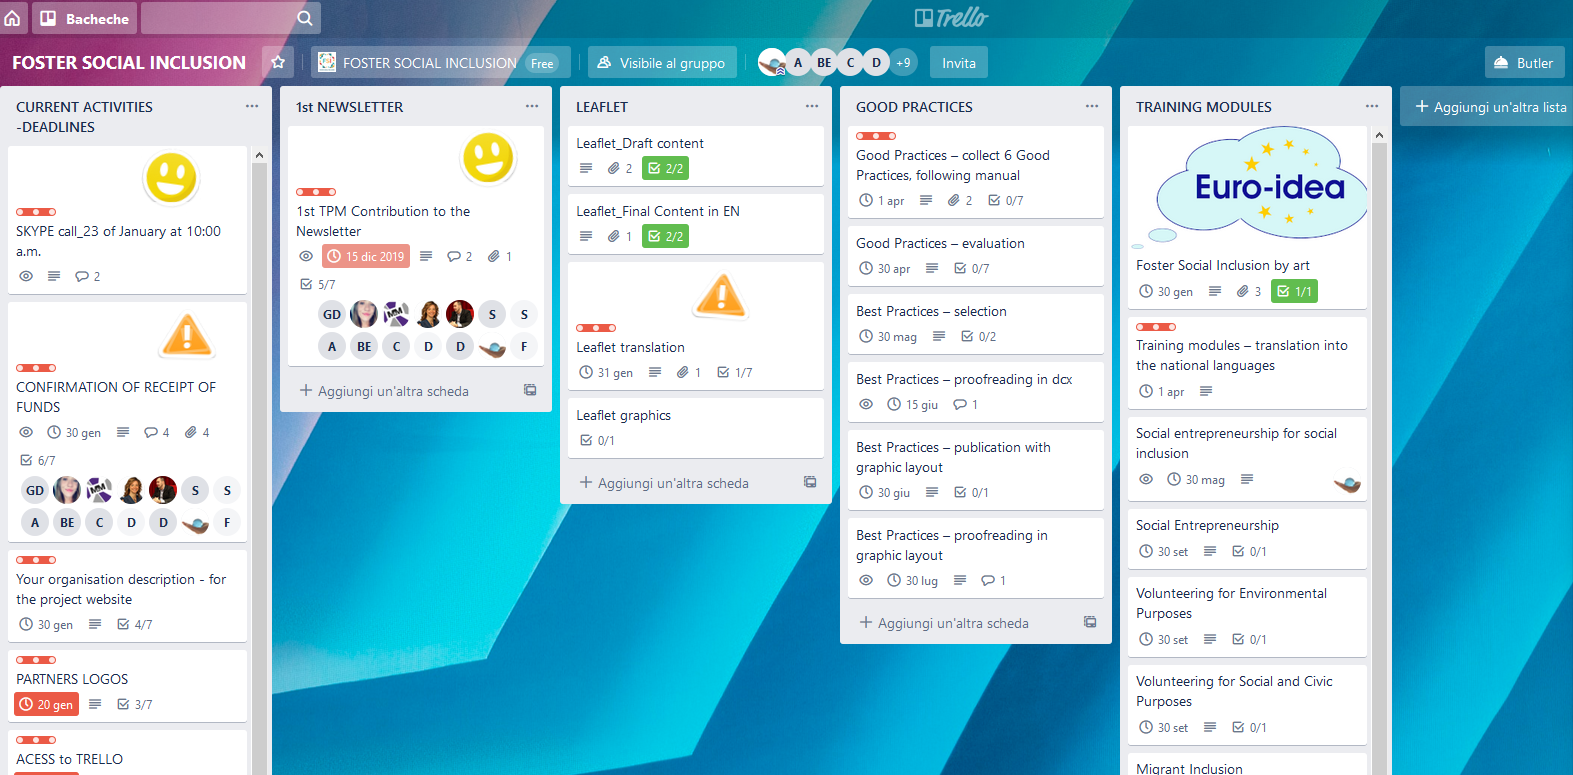 Bacheche
Trello
FOSTER SOCIAL INCLUSION
FOSTER SOCIAL INCLUSION Free
Visibile al gruppo
A BE C D +9
Invita
Butler
CURRENT ACTIVITIES
-DEADLINES
SKYPE call_23 of January at 10:00
a.m.
2
CONFIRMATION OF RECEIPT OF
FUNDS
30 gen 4 4
6/7
GD NM S S
A BE C D D F
Your organisation description - for
the project website
30 gen 4/7
PARTNERS LOGOS
20 gen 3/7
ACESS to TRELLO
1st NEWSLETTER
1st TPM Contribution to the
Newsletter
15 dic 2019 2 1
5/7
GD NM S S
A BE C D D F
+ Aggiungi un'altra scheda
LEAFLET
Leaflet_Draft content
2 2/2
Leaflet_Final Content in EN
1 2/2
Leaflet translation
31 gen 1 1/7
Leaflet graphics
0/1
+ Aggiungi un'altra scheda
GOOD PRACTICES
Good Practices – collect 6 Good
Practices, following manual
1 apr 2 0/7
Good Practices – evaluation
30 apr 0/7
Best Practices – selection
30 mag 0/2
Best Practices – proofreading in dcx
15 giu 1
Best Practices – publication with
graphic layout
30 giu 0/1
Best Practices – proofreading in
graphic layout
30 lug 1
+ Aggiungi un'altra scheda
TRAINING MODULES
Euro-idea
Foster Social Inclusion by art
30 gen 3 1/1
Training modules – translation into
the national languages
1 apr
Social entrepreneurship for social
inclusion
30 mag
Social Entrepreneurship
30 set 0/1
Volunteering for Environmental
Purposes
30 set 0/1
Volunteering for Social and Civic
Purposes
30 set 0/1
Migrant Inclusion
+ Aggiungi un'altra lista